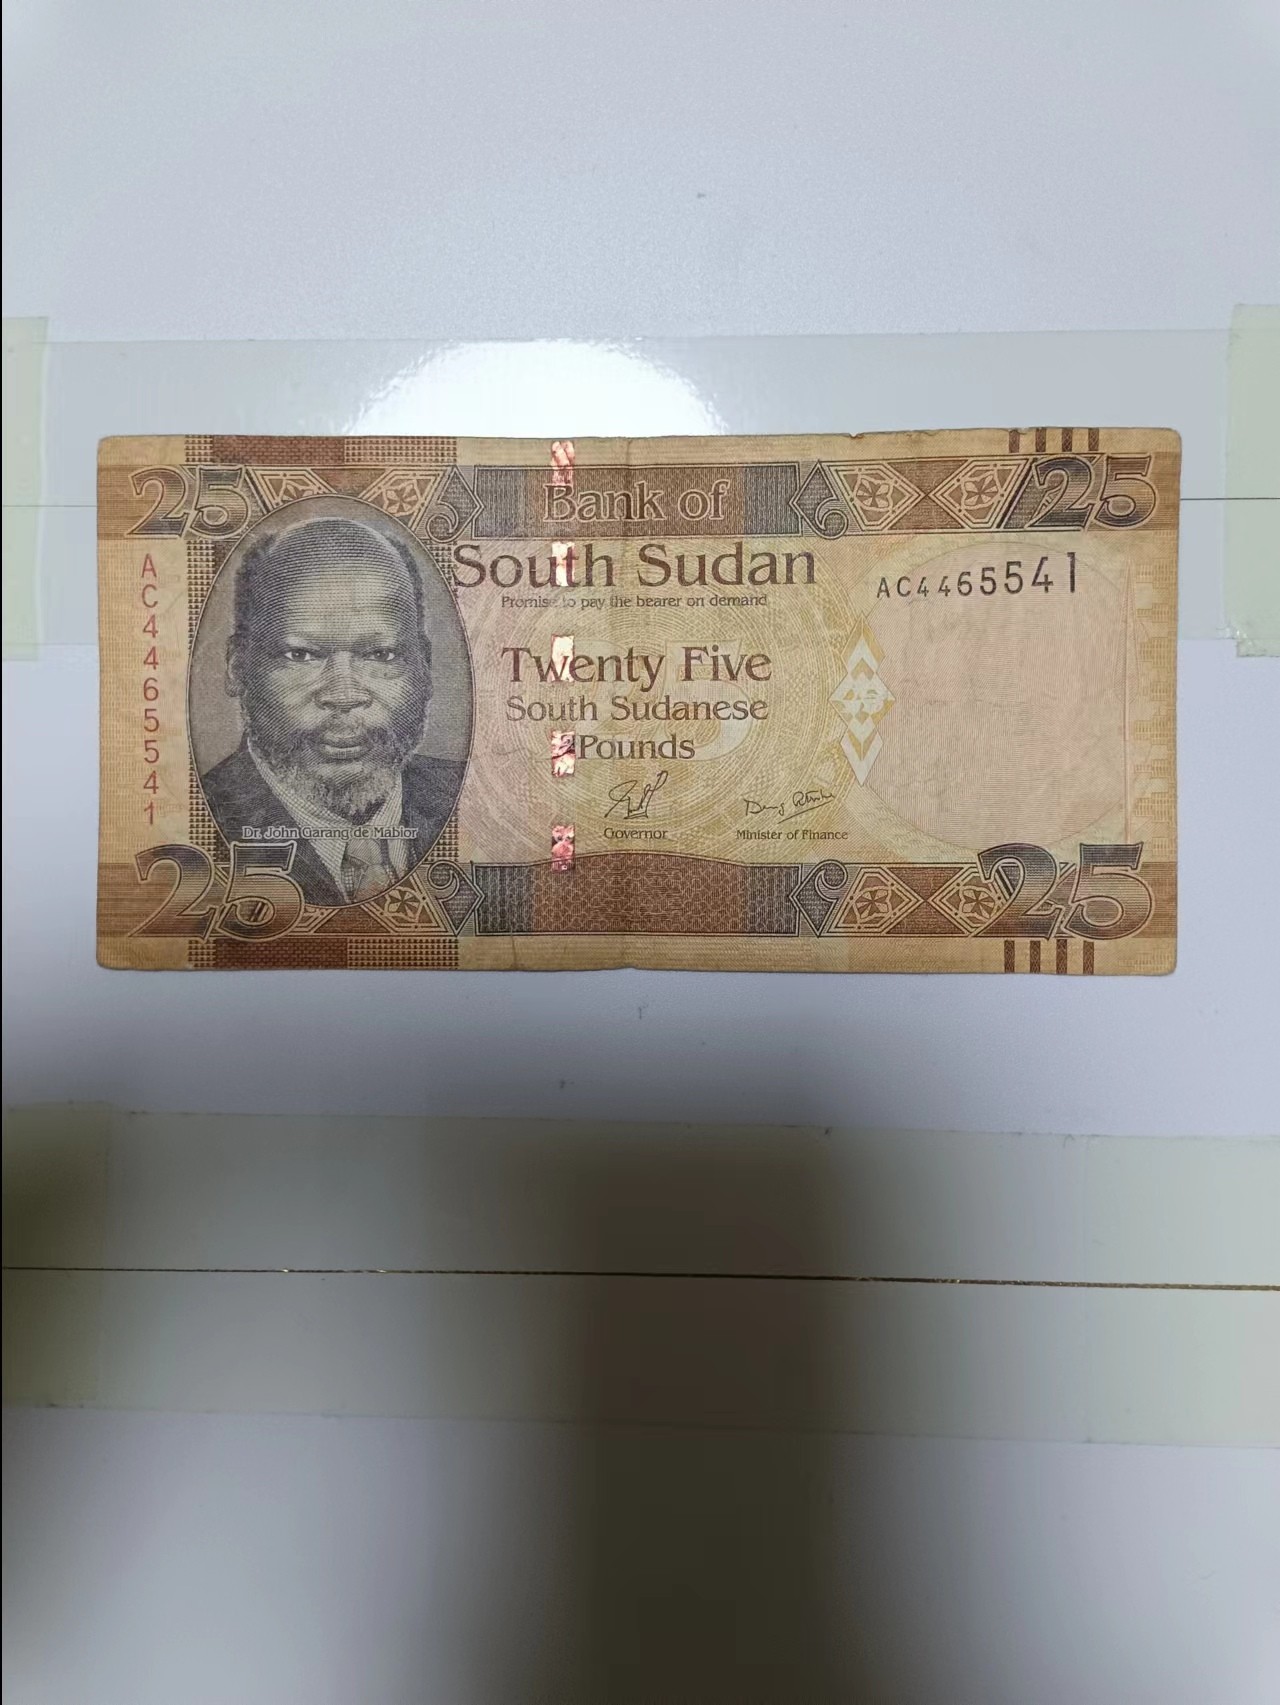 25
Bank of
25
South Sudan
Promise to pay the bearer on demand
AC4465541
AC4465541
Twenty Five
South Sudanese
Pounds
Governor
Minister of Finance
Dr. John Garang de Mabior
25
25